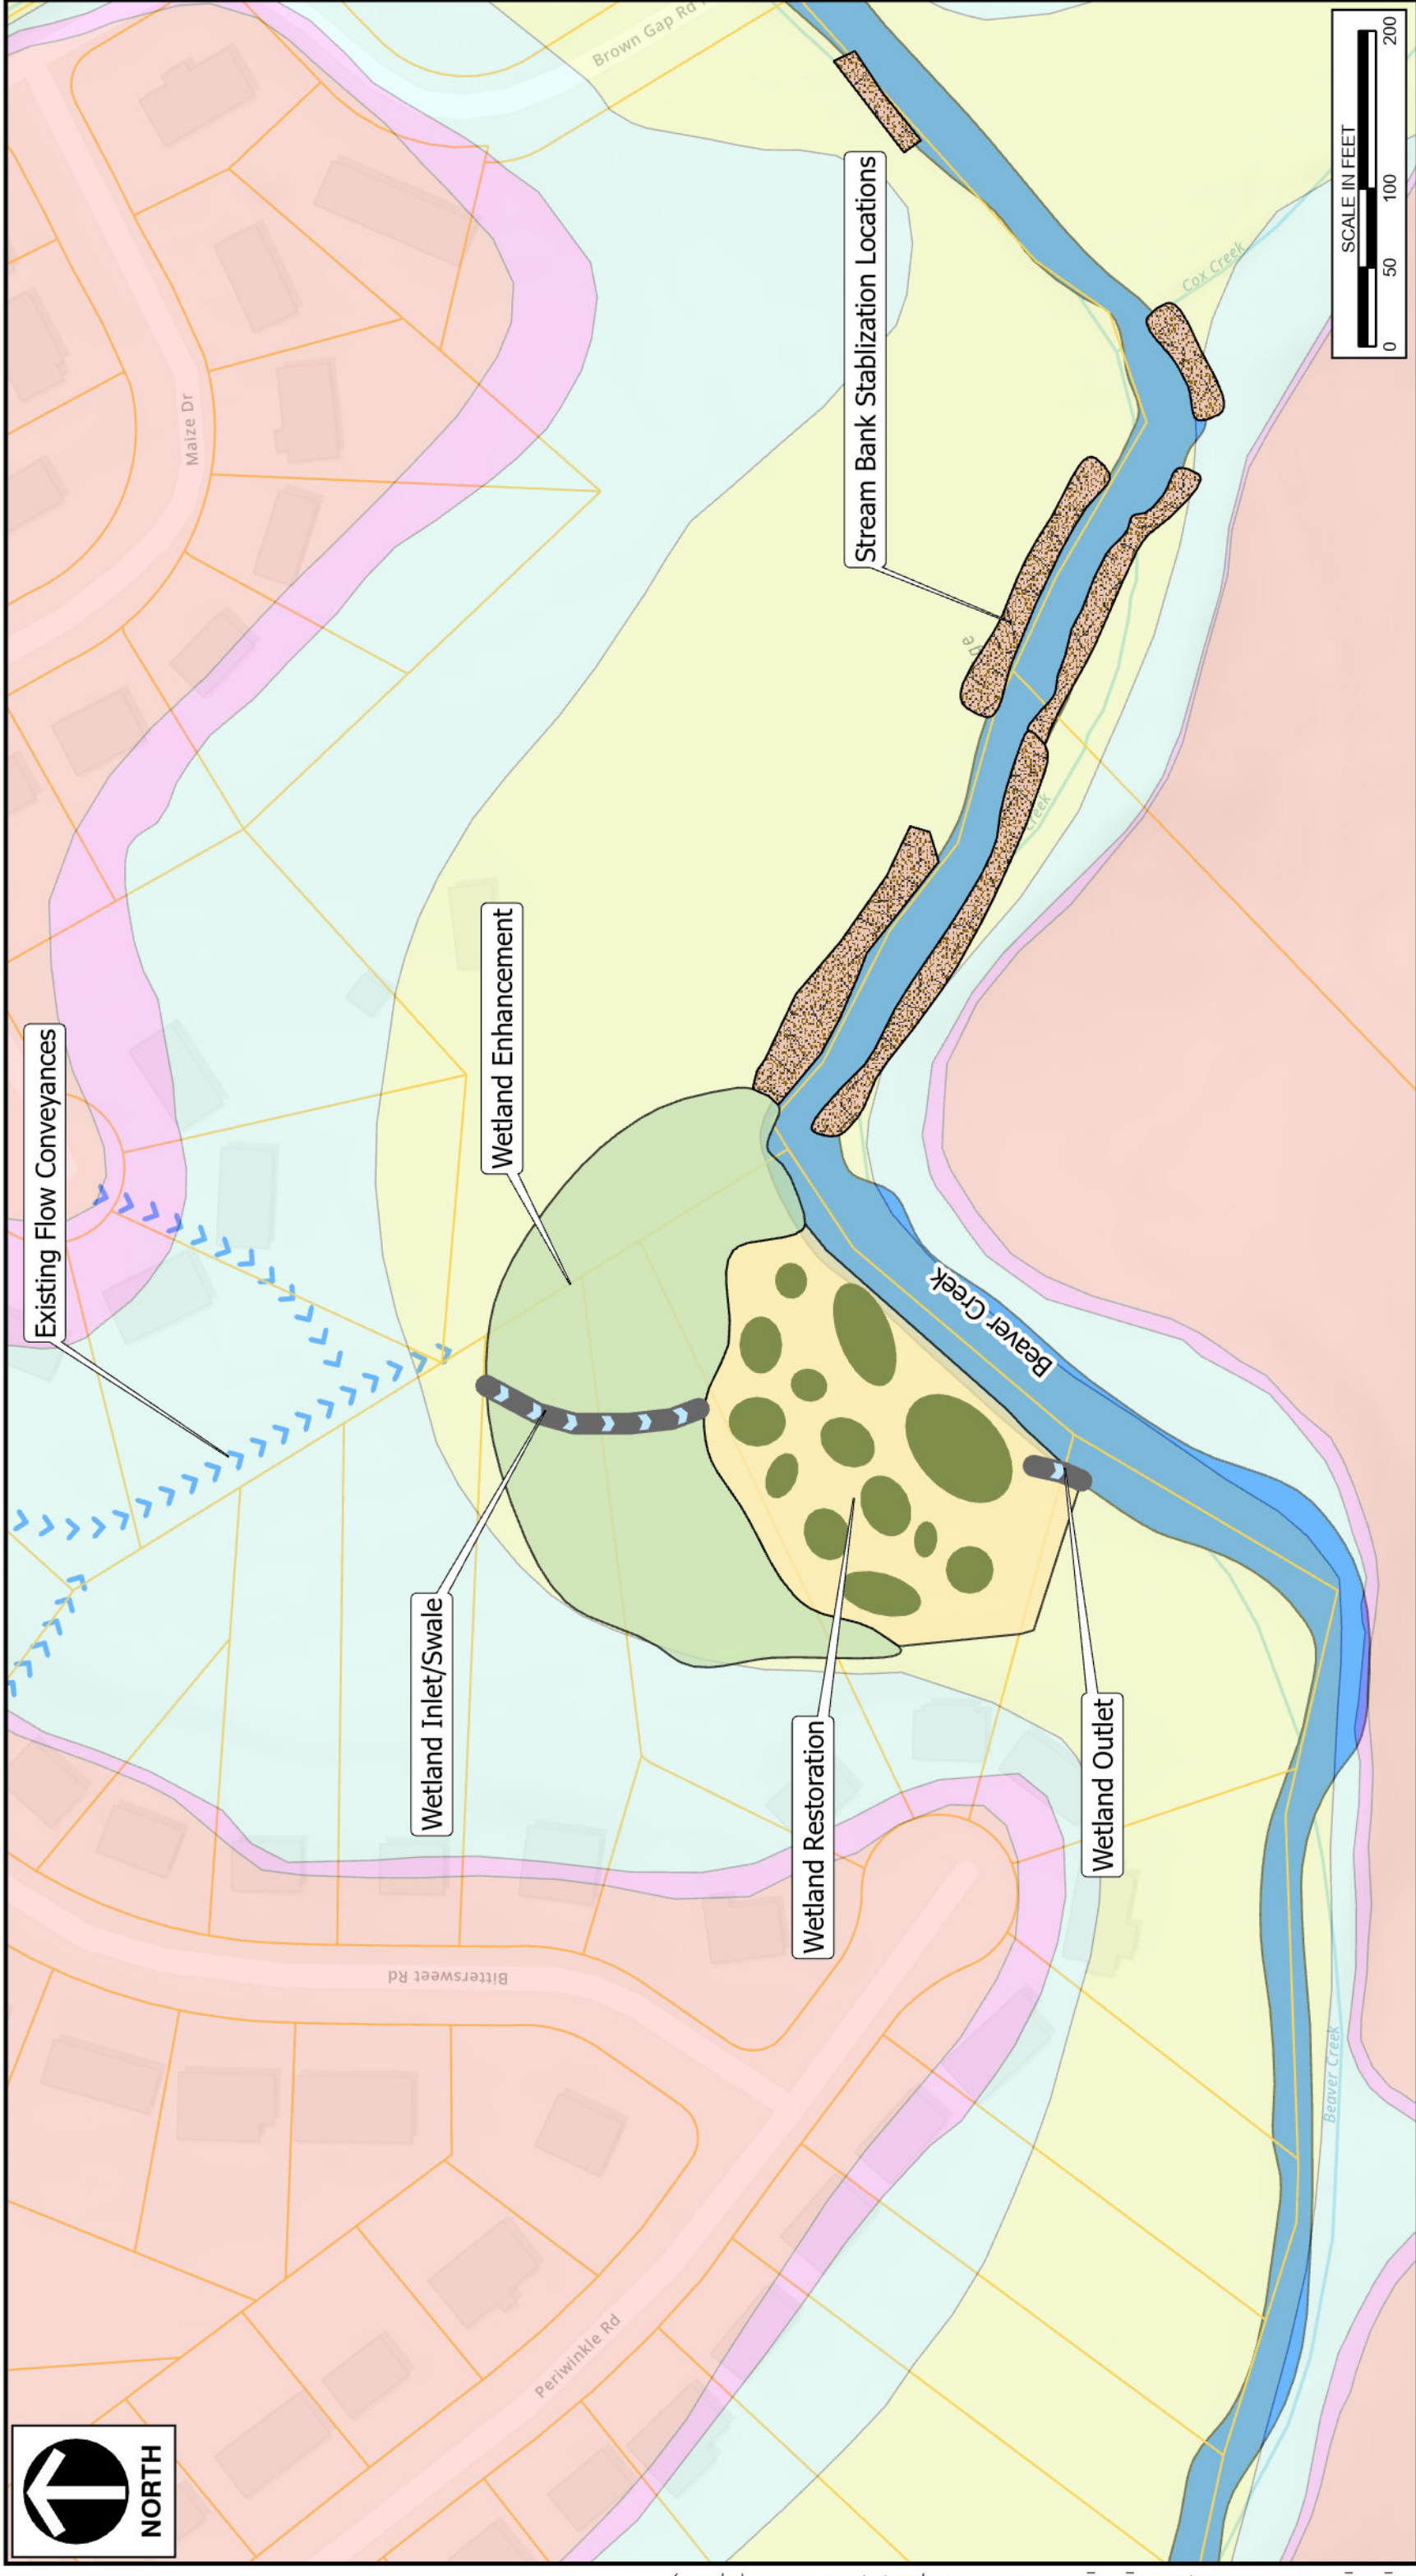 Existing Flow Conveyances
Maize Dr
Brown Gap Rd
Wetland Enhancement
Stream Bank Stablization Locations
Wetland Inlet/Swale
Wetland Restoration
Wetland Outlet
Beaver Creek
Bittersweet Rd
Periwinkle Rd
Cox Creek
Creek
Beaver Creek
NORTH
SCALE IN FEET
0 50 100 200